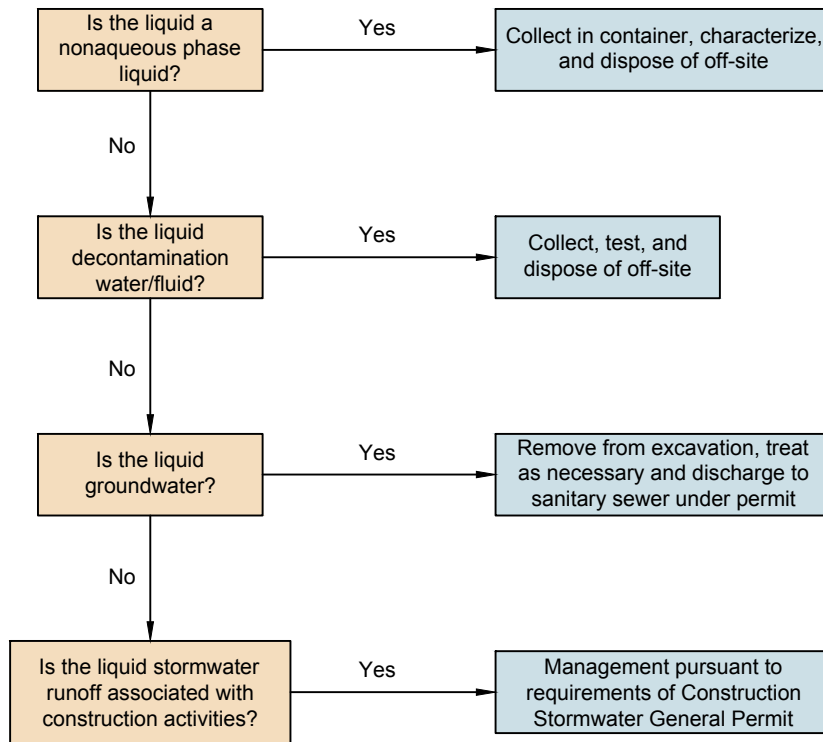 Is the liquid a
nonaqueous phase
liquid?
Yes
Collect in container, characterize,
and dispose of off-site
No
Is the liquid
decontamination
water/fluid?
Yes
Collect, test, and
dispose of off-site
No
Is the liquid
groundwater?
Yes
Remove from excavation, treat
as necessary and discharge to
sanitary sewer under permit
No
Is the liquid stormwater
runoff associated with
construction activities?
Yes
Management pursuant to
requirements of Construction
Stormwater General Permit